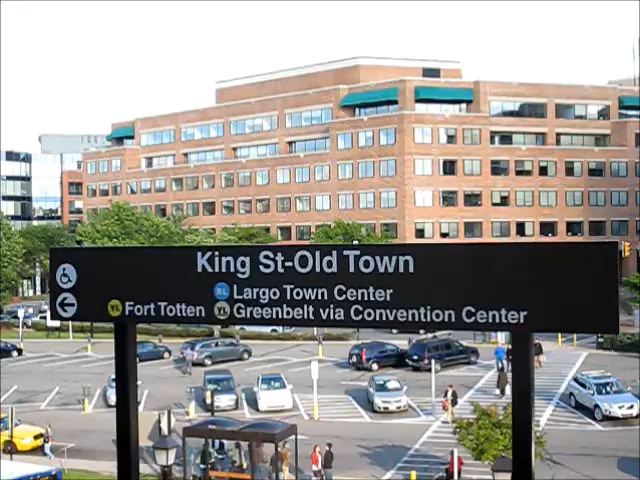 King St-Old Town
BL Largo Town Center
YL Fort Totten YL Greenbelt via Convention Center